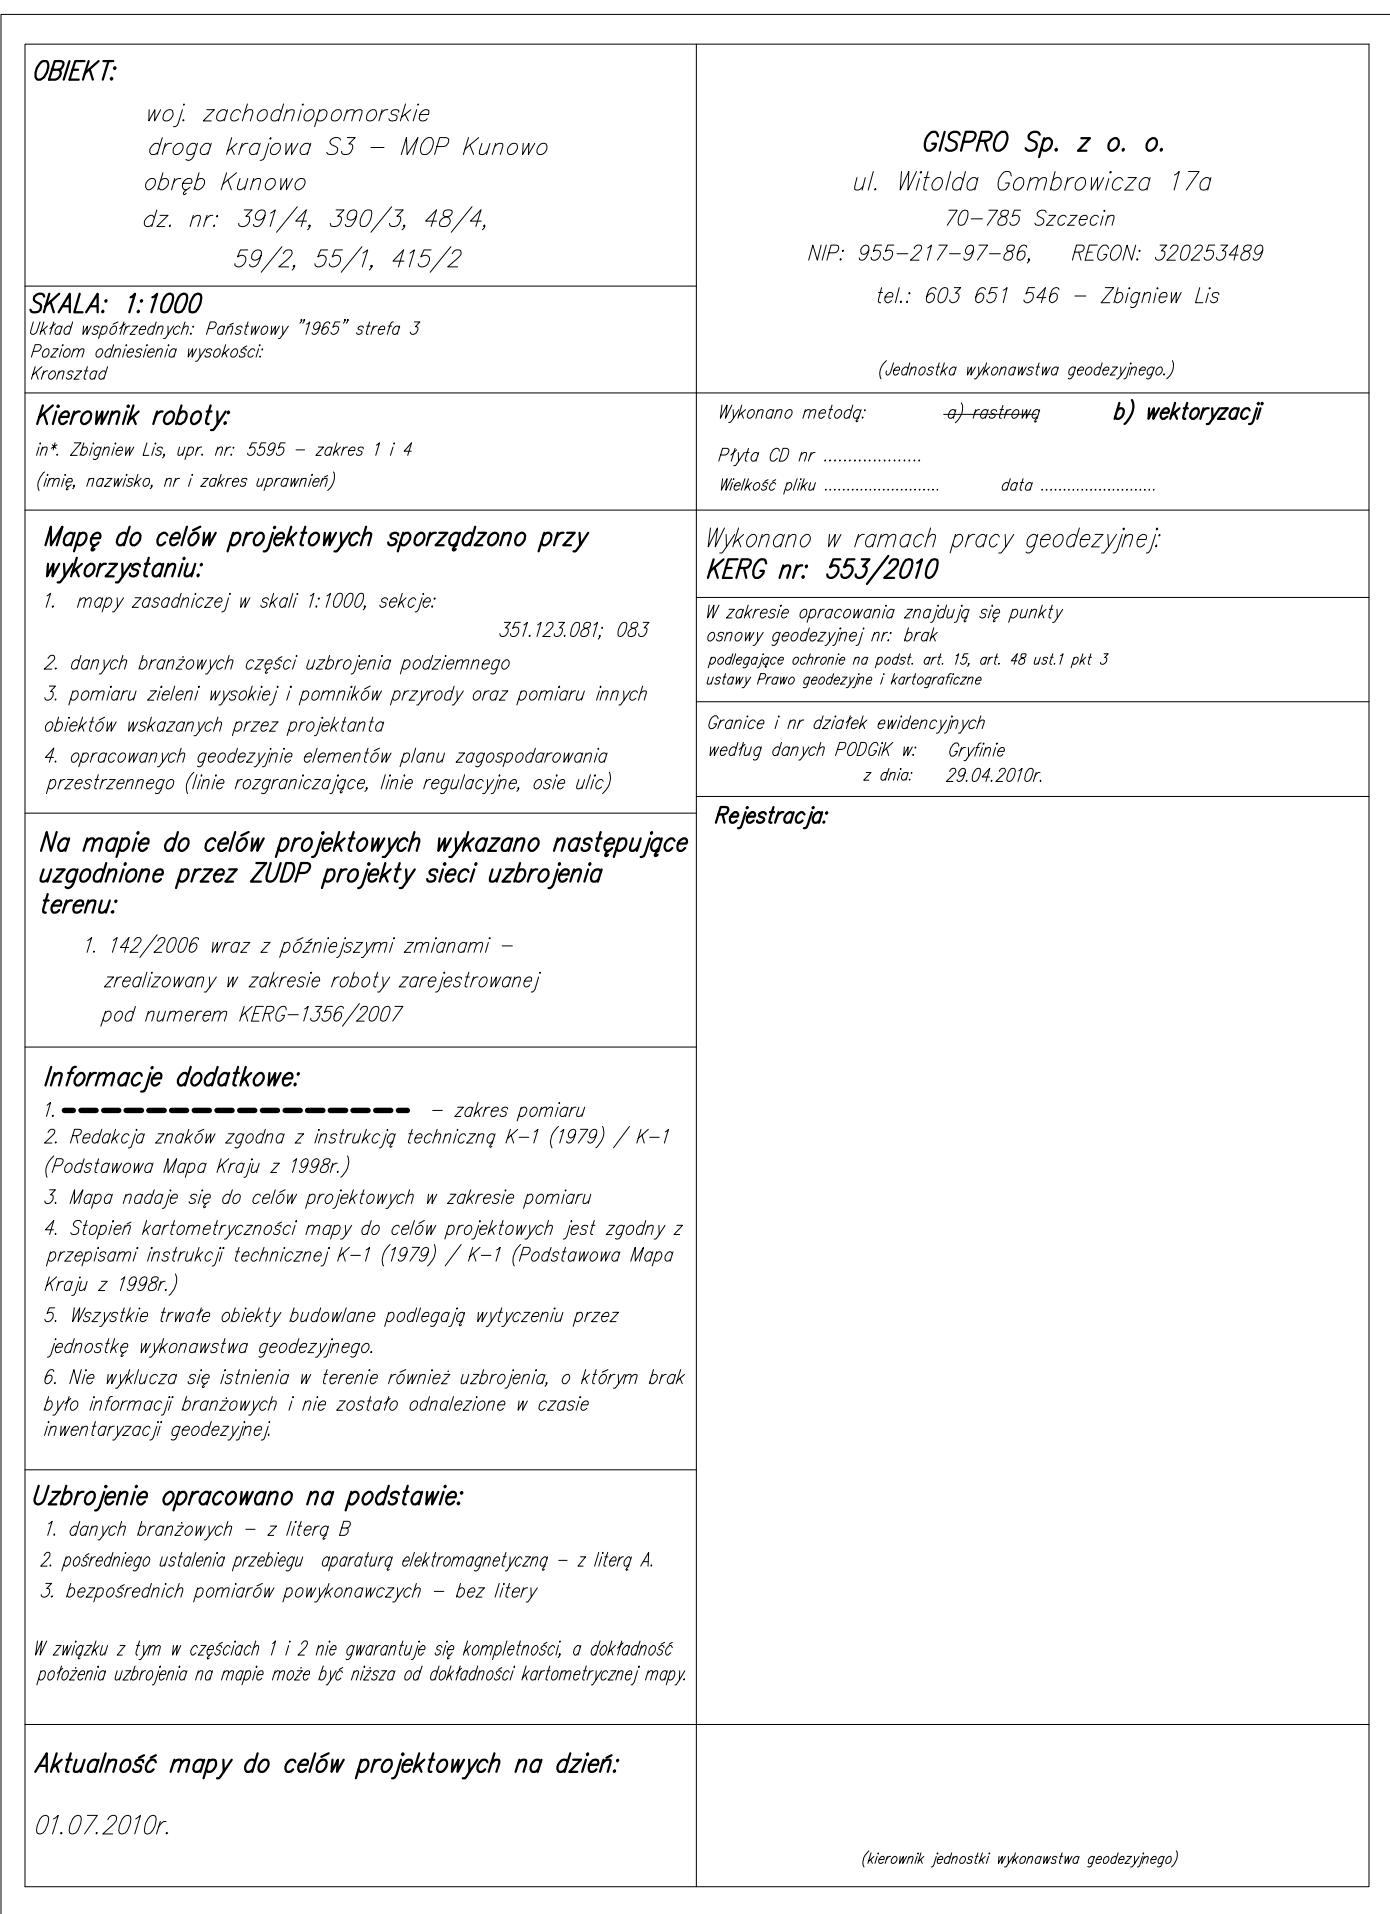 OBIEKT:
woj. zachodniopomorskie
droga krajowa S3 – MOP Kunowo
obręb Kunowo
dz. nr: 391/4, 390/3, 48/4,
59/2, 55/1, 415/2
SKALA: 1:1000
Układ współrzednych: Państwowy "1965" strefa 3
Poziom odniesienia wysokości:
Kronsztad
GISPRO Sp. z o. o.
ul. Witolda Gombrowicza 17a
70-785 Szczecin
NIP: 955-217-97-86, REGON: 320253489
tel.: 603 651 546 – Zbigniew Lis
(Jednostka wykonawstwa geodezyjnego.)
Kierownik roboty:
in*. Zbigniew Lis, upr. nr: 5595 – zakres 1 i 4
(imię, nazwisko, nr i zakres uprawnień)
Wykonano metodą: a) rastrową b) wektoryzacji
Płyta CD nr ....................
Wielkość pliku .......................... data ..........................
Mapę do celów projektowych sporządzono przy
wykorzystaniu:
1. mapy zasadniczej w skali 1:1000, sekcje:
351.123.081; 083
2. danych branżowych części uzbrojenia podziemnego
3. pomiaru zieleni wysokiej i pomników przyrody oraz pomiaru innych
obiektów wskazanych przez projektanta
4. opracowanych geodezyjnie elementów planu zagospodarowania
przestrzennego (linie rozgraniczające, linie regulacyjne, osie ulic)
Wykonano w ramach pracy geodezyjnej:
KERG nr: 553/2010
W zakresie opracowania znajdują się punkty
osnowy geodezyjnej nr: brak
podlegające ochronie na podst. art. 15, art. 48 ust.1 pkt 3
ustawy Prawo geodezyjne i kartograficzne
Granice i nr działek ewidencyjnych
według danych PODGiK w: Gryfinie
z dnia: 29.04.2010r.
Rejestracja:
Na mapie do celów projektowych wykazano następujące
uzgodnione przez ZUDP projekty sieci uzbrojenia
terenu:
1. 142/2006 wraz z późniejszymi zmianami –
zrealizowany w zakresie roboty zarejestrowanej
pod numerem KERG-1356/2007
Informacje dodatkowe:
1. – zakres pomiaru
2. Redakcja znaków zgodna z instrukcją techniczną K-1 (1979) / K-1
(Podstawowa Mapa Kraju z 1998r.)
3. Mapa nadaje się do celów projektowych w zakresie pomiaru
4. Stopień kartometryczności mapy do celów projektowych jest zgodny z
przepisami instrukcji technicznej K-1 (1979) / K-1 (Podstawowa Mapa
Kraju z 1998r.)
5. Wszystkie trwałe obiekty budowlane podlegają wytyczeniu przez
jednostkę wykonawstwa geodezyjnego.
6. Nie wyklucza się istnienia w terenie również uzbrojenia, o którym brak
było informacji branżowych i nie zostało odnalezione w czasie
inwentaryzacji geodezyjnej.
Uzbrojenie opracowano na podstawie:
1. danych branżowych – z literą B
2. pośredniego ustalenia przebiegu aparaturą elektromagnetyczną – z literą A.
3. bezpośrednich pomiarów powykonawczych – bez litery
W związku z tym w częściach 1 i 2 nie gwarantuje się kompletności, a dokładność
położenia uzbrojenia na mapie może być niższa od dokładności kartometrycznej mapy.
Aktualność mapy do celów projektowych na dzień:
01.07.2010r.
(kierownik jednostki wykonawstwa geodezyjnego)